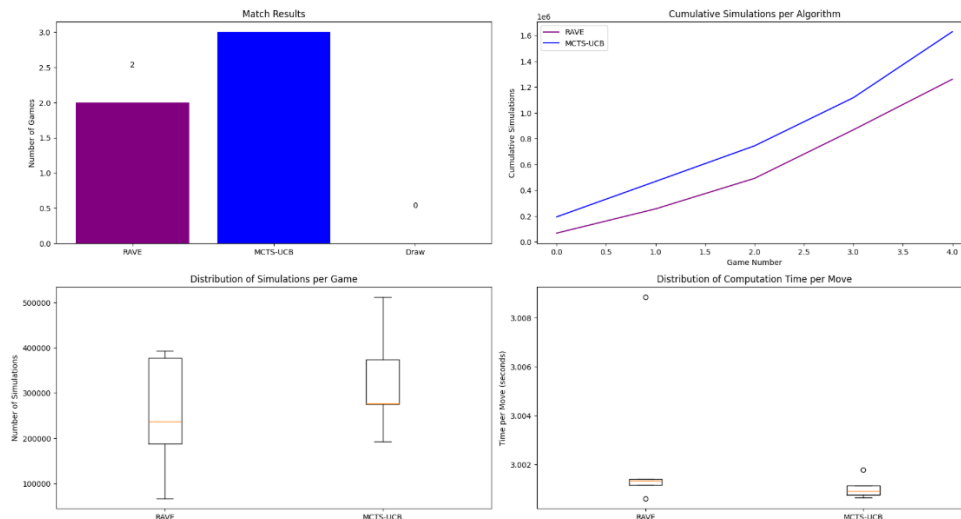 Match Results
Number of Games
3.0
2.5
2.0
1.5
1.0
0.5
0.0
2
0
RAVE
MCTS-UCB
Draw
Cumulative Simulations per Algorithm
1e6
RAVE
MCTS-UCB
Cumulative Simulations
1.6
1.4
1.2
1.0
0.8
0.6
0.4
0.2
0.0
0.0
0.5
1.0
1.5
2.0
2.5
3.0
3.5
4.0
Game Number
Distribution of Simulations per Game
Number of Simulations
500000
400000
300000
200000
100000
RAVE
MCTS-UCB
Distribution of Computation Time per Move
Time per Move (seconds)
3.008
3.006
3.004
3.002
RAVE
MCTS-UCB